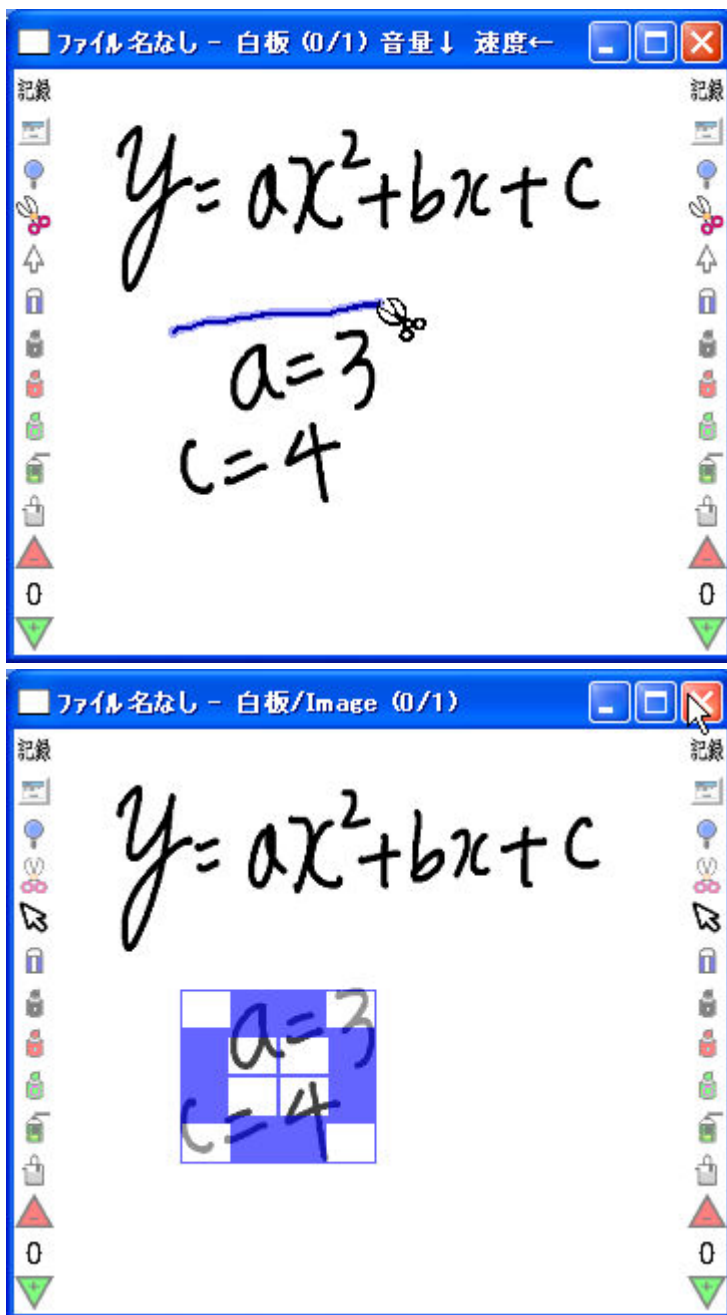 ファイル名なし - 白板 (0/1) 音量↓ 速度←
記録 記録
y=ax²+bx+c
a=3
c=4
0 0
ファイル名なし - 白板/Image (0/1)
記録 記録
y=ax²+bx+c
a=3
c=4
0 0